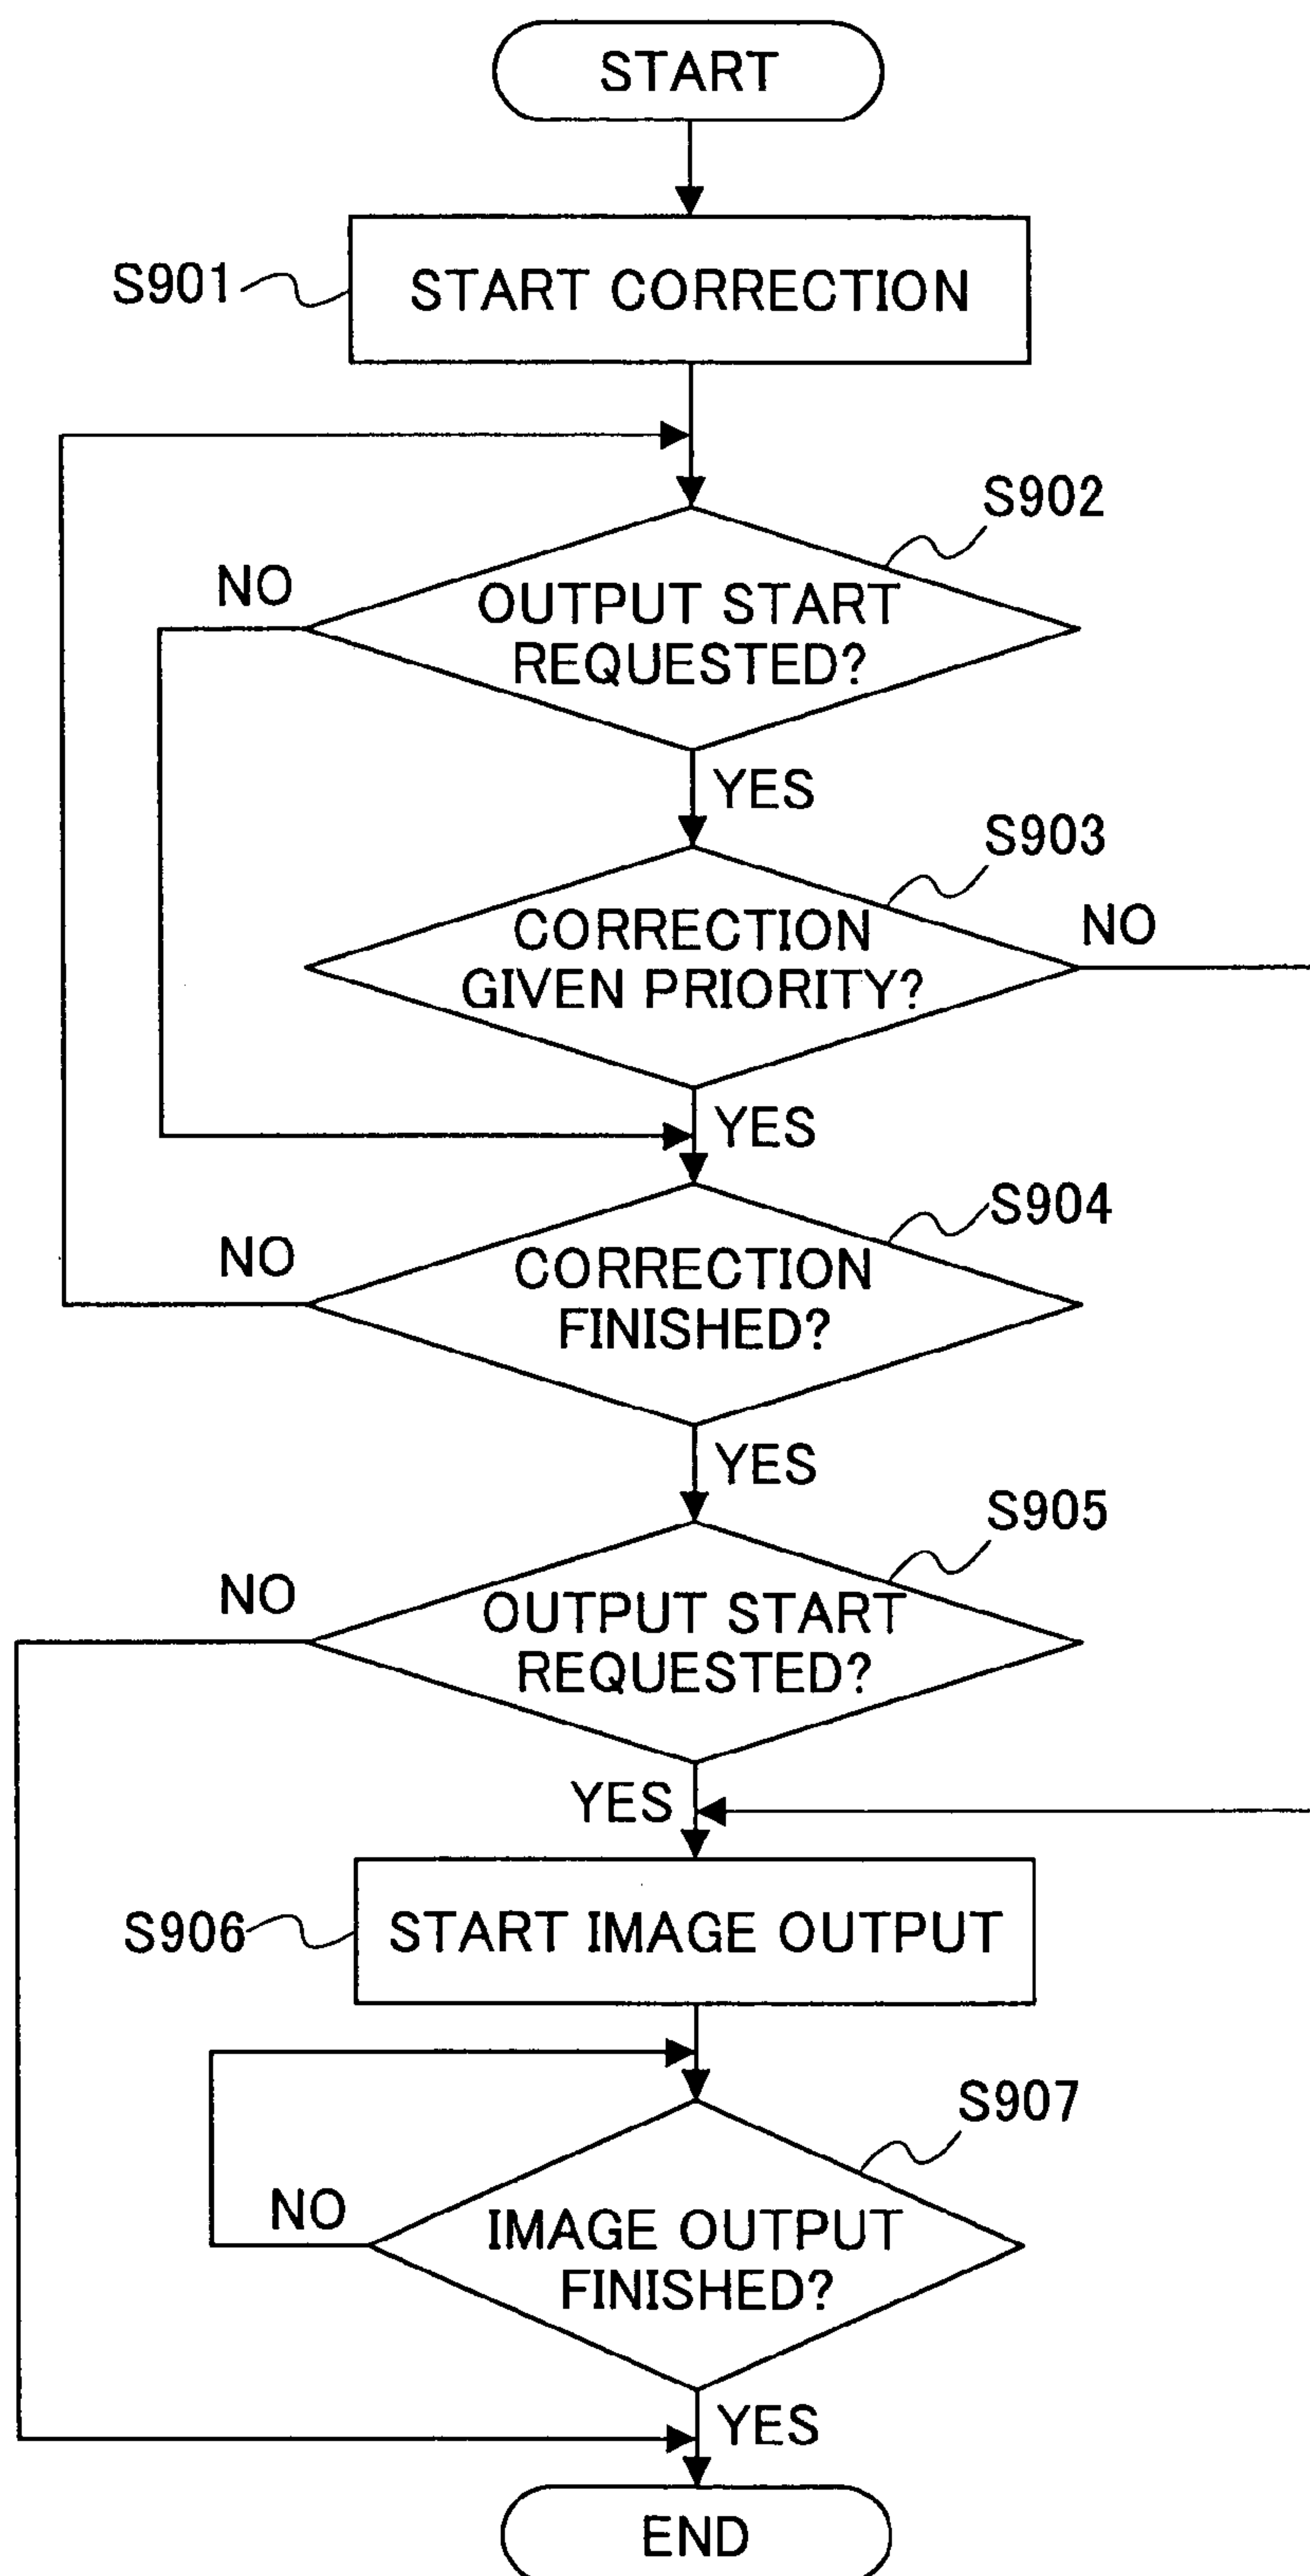 START
S901
START CORRECTION
S902
NO
OUTPUT START
REQUESTED?
YES
S903
CORRECTION
GIVEN PRIORITY?
NO
YES
S904
NO
CORRECTION
FINISHED?
YES
S905
NO
OUTPUT START
REQUESTED?
YES
S906
START IMAGE OUTPUT
S907
NO
IMAGE OUTPUT
FINISHED?
YES
END